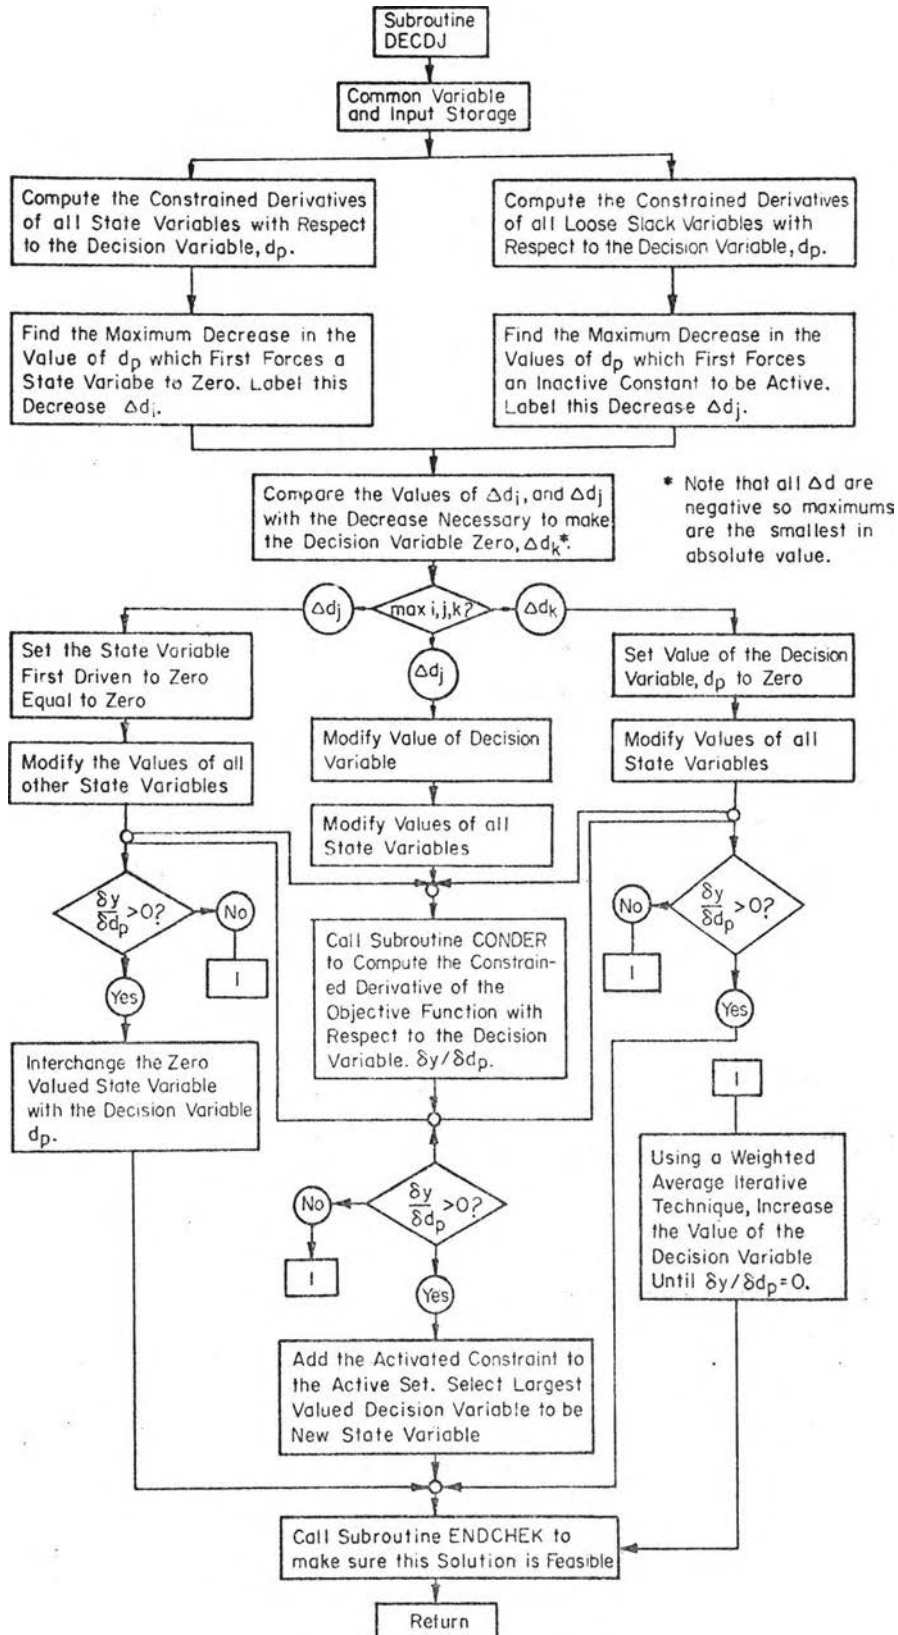 Subroutine
DECDJ
Common Variable
and Input Storage
Compute the Constrained Derivatives
of all State Variables with Respect
to the Decision Variable, dp.
Compute the Constrained Derivatives
of all Loose Slack Variables with
Respect to the Decision Variable, dp.
Find the Maximum Decrease in the
Value of dp which First Forces a
State Variabe to Zero. Label this
Decrease Δdi.
Find the Maximum Decrease in the
Values of dp which First Forces
an Inactive Constant to be Active.
Label this Decrease Δdj.
Compare the Values of Δdi, and Δdj
with the Decrease Necessary to make
the Decision Variable Zero, Δdk*.
* Note that all Δd are
negative so maximums
are the smallest in
absolute value.
Δdj
max i,j,k?
Δdk
Δdj
Set the State Variable
First Driven to Zero
Equal to Zero
Set Value of the Decision
Variable, dp to Zero
Modify Value of Decision
Variable
Modify the Values of all
other State Variables
Modify Values of all
State Variables
Modify Values of all
State Variables
δy/δdp >0?
No
I
Yes
δy/δdp >0?
No
I
Yes
Call Subroutine CONDER
to Compute the Constrain-
ed Derivative of the
Objective Function with
Respect to the Decision
Variable. δy/δdp.
Interchange the Zero
Valued State Variable
with the Decision Variable
dp.
I
Using a Weighted
Average Iterative
Technique, Increase
the Value of the
Decision Variable
Until δy/δdp=0.
δy/δdp >0?
No
I
Yes
Add the Activated Constraint to
the Active Set. Select Largest
Valued Decision Variable to be
New State Variable
Call Subroutine ENDCHEK to
make sure this Solution is Feasible
Return